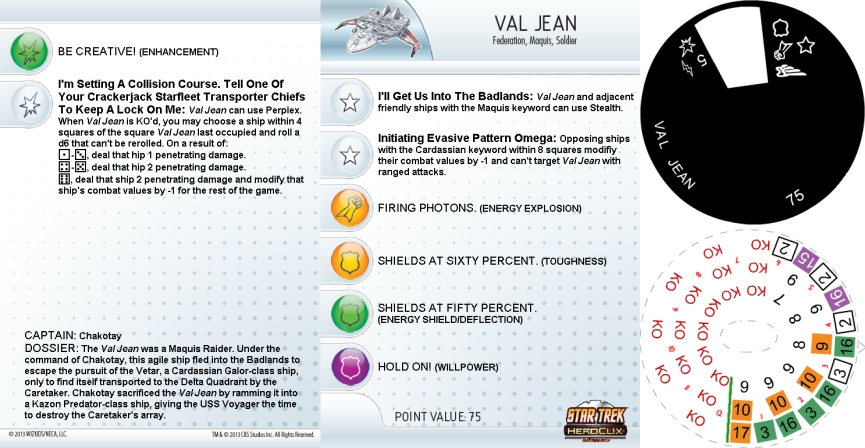 BE CREATIVE! (ENHANCEMENT)
I'm Setting A Collision Course. Tell One Of
Your Crackerjack Starfleet Transporter Chiefs
To Keep A Lock On Me: Val Jean can use Perplex.
When Val Jean is KO'd, you may choose a ship within 4
squares of the square Val Jean last occupied and roll a
d6 that can't be rerolled. On a result of:
⚀-⚂, deal that hip 1 penetrating damage.
⚃-⚄, deal that ship 2 penetrating damage.
⚅, deal that ship 2 penetrating damage and modify that
ship's combat values by -1 for the rest of the game.
CAPTAIN: Chakotay
DOSSIER: The Val Jean was a Maquis Raider. Under the
command of Chakotay, this agile ship fled into the Badlands to
escape the pursuit of the Vetar, a Cardassian Galor-class ship,
only to find itself transported to the Delta Quadrant by the
Caretaker. Chakotay sacrificed the Val Jean by ramming it into
a Kazon Predator-class ship, giving the USS Voyager the time
to destroy the Caretaker's array.
© 2013 WIZKIDS/NECA, LLC.
TM & © 2013 CBS Studios Inc. All Rights Reserved.
VAL JEAN
Federation, Maquis, Soldier
I'll Get Us Into The Badlands: Val Jean and adjacent
friendly ships with the Maquis keyword can use Stealth.
Initiating Evasive Pattern Omega: Opposing ships
with the Cardassian keyword within 8 squares modifiy
their combat values by -1 and can't target Val Jean with
ranged attacks.
FIRING PHOTONS. (ENERGY EXPLOSION)
SHIELDS AT SIXTY PERCENT. (TOUGHNESS)
SHIELDS AT FIFTY PERCENT.
(ENERGY SHIELD/DEFLECTION)
HOLD ON! (WILLPOWER)
POINT VALUE: 75
STAR TREK
HEROCLIX
5
VAL JEAN
75
KO KO KO KO KO KO KO KO KO KO
2 15 2 16 2 16 3 16 3 16 3 17
6 6 9 9 7 8 8 8 9 9 10 9 10 9 10